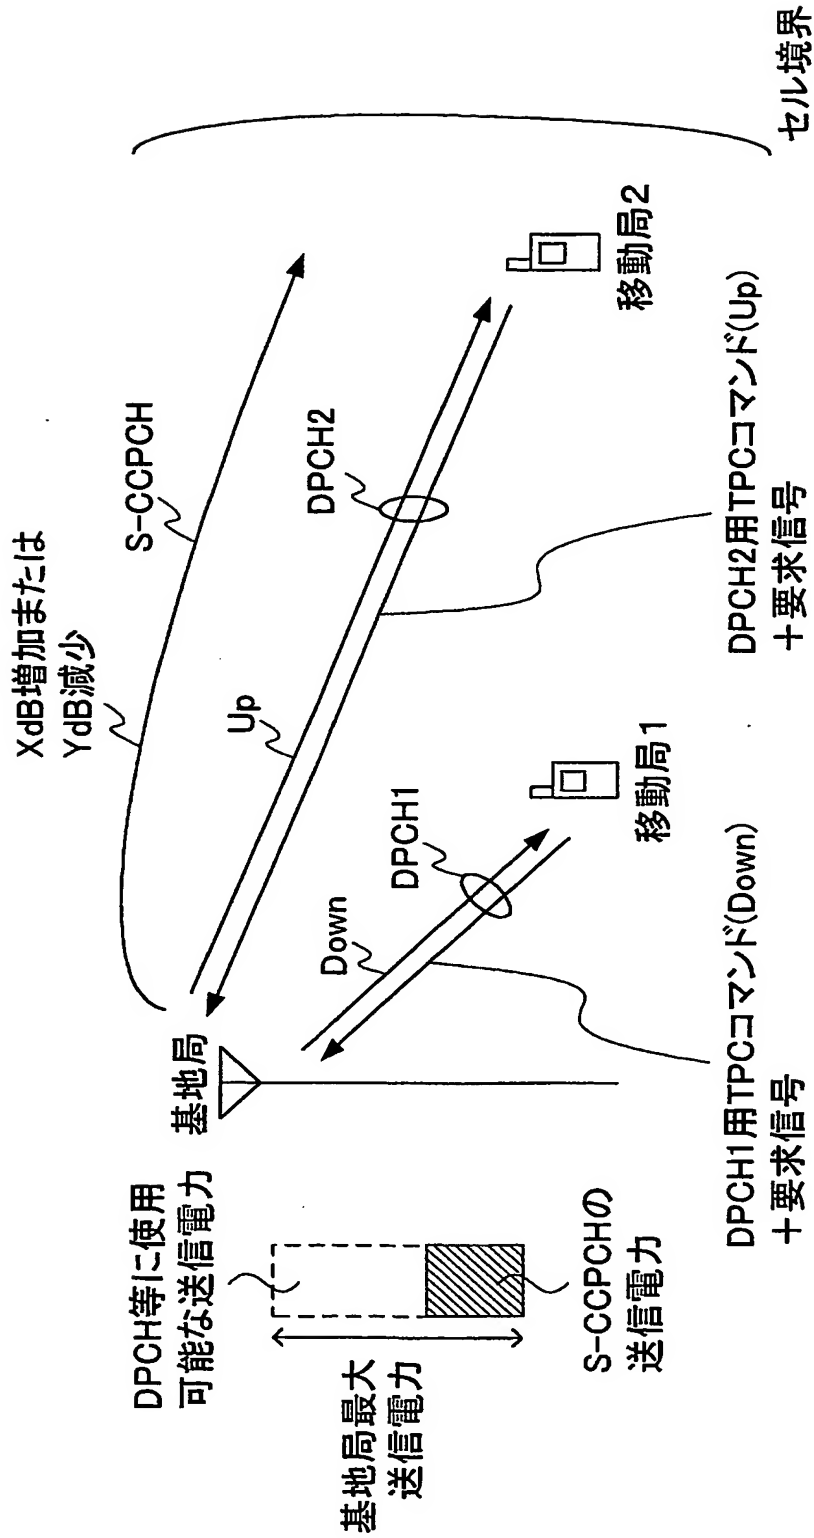 XdB増加または
YdB減少
S-CCPCH
Up
DPCH2
基地局
Down
DPCH1
移動局1
移動局2
セル境界
DPCH等に使用
可能な送信電力
基地局最大
送信電力
S-CCPCHの
送信電力
DPCH1用TPCコマンド(Down)
+要求信号
DPCH2用TPCコマンド(Up)
+要求信号